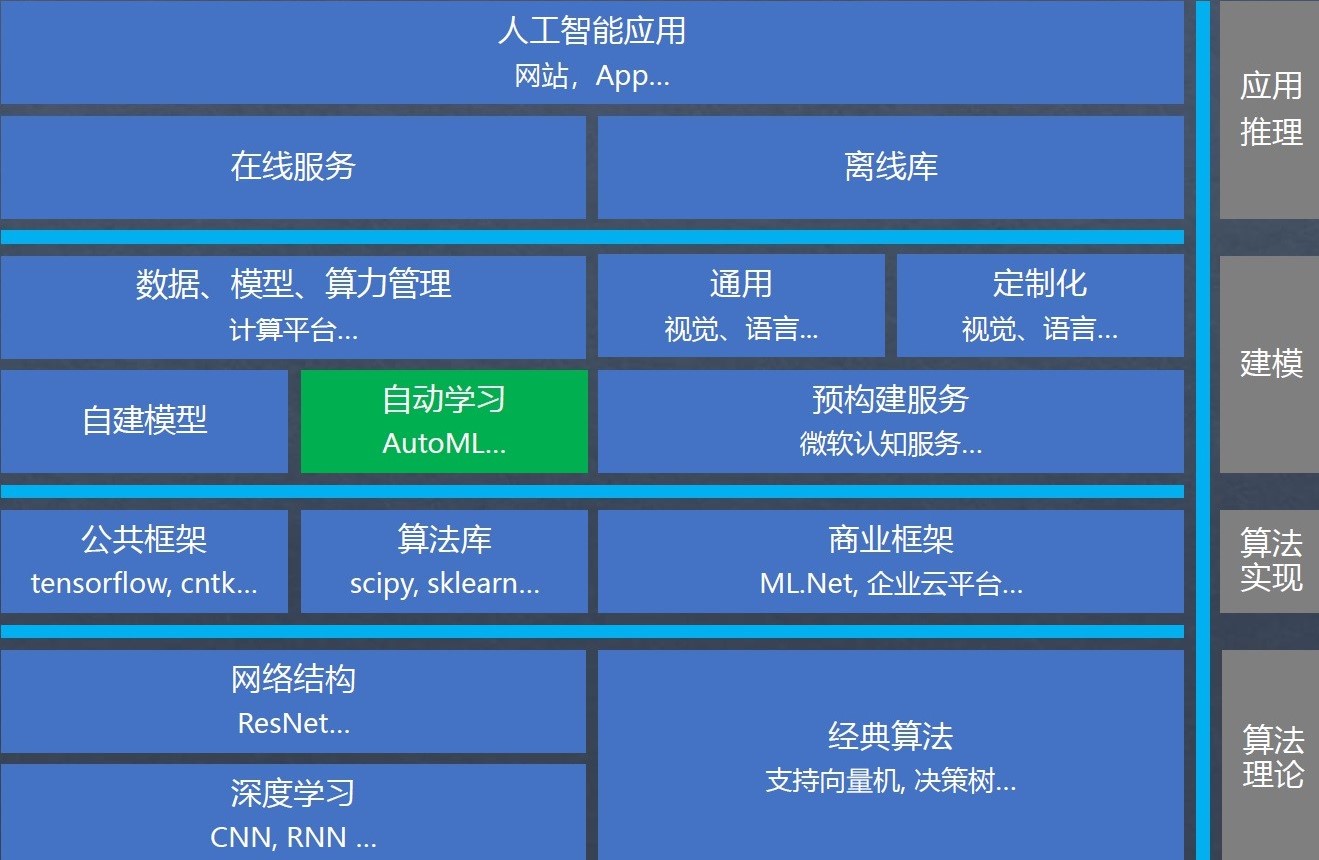 人工智能应用
网站，App...
在线服务
离线库
应用
推理
数据、模型、算力管理
计算平台...
通用
视觉、语言...
定制化
视觉、语言...
自建模型
自动学习
AutoML...
预构建服务
微软认知服务...
建模
公共框架
tensorflow, cntk...
算法库
scipy, sklearn...
商业框架
ML.Net, 企业云平台...
算法
实现
网络结构
ResNet...
深度学习
CNN, RNN ...
经典算法
支持向量机, 决策树...
算法
理论